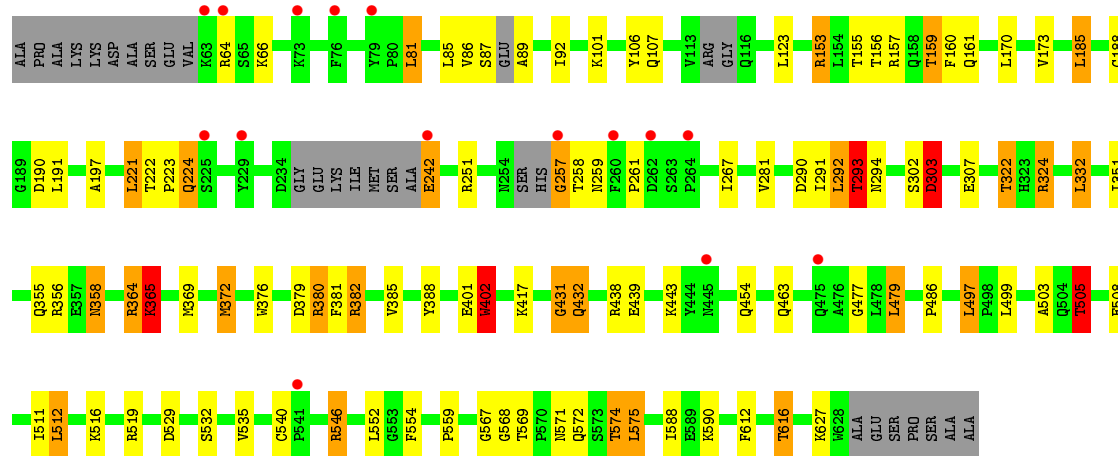 ALA PRO ALA LYS LYS ASP ALA SER GLU VAL K63 R64 S65 K66 K73 F76 Y79 P80 L81 L85 V86 S87 GLU A89 I92 K101 Y106 Q107 V113 ARG GLY Q116 L123 R153 L154 T155 T156 R157 Q158 T159 F160 Q161 L170 V173 L185
G189 D190 L191 A197 L221 T222 P223 Q224 S225 Y229 D234 GLY GLU LYS ILE MET SER ALA E242 R251 N254 SER HIS G257 T258 N259 F260 P261 D262 S263 P264 I267 V281 D290 I291 L292 T293 N294 S302 D303 E307 T322 H323 R324 L332
Q355 R356 E357 N358 R364 K365 M369 M372 W376 D379 R380 F381 R382 V385 Y388 E401 W402 K417 G431 Q432 R438 E439 K443 Y444 N445 Q454 Q463 Q475 A476 G477 L478 L479 P486 L497 P498 L499 A503 Q504 T505
I511 L512 K516 R519 D529 S532 V535 C540 P541 R546 L552 G553 F554 P559 G567 G568 T569 P570 N571 Q572 S573 T574 L575 I588 E589 K590 F612 T616 K627 W628 ALA GLU SER PRO SER ALA ALA